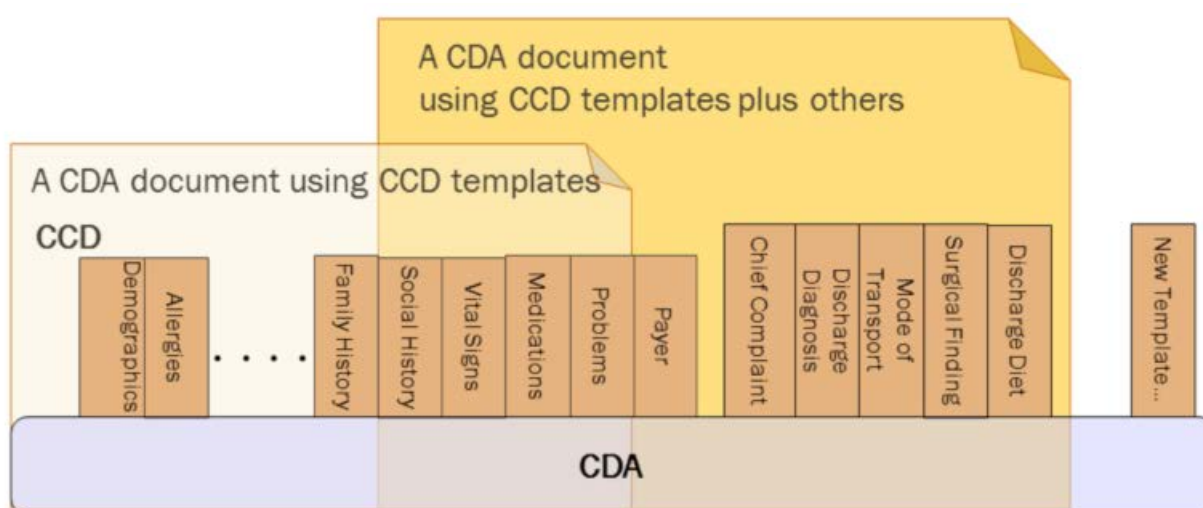 A CDA document
using CCD templates plus others
A CDA document using CCD templates
CCD
Demographics
Allergies
. . . .
Family History
Social History
Vital Signs
Medications
Problems
Payer
Chief Complaint
Discharge
Diagnosis
Mode of
Transport
Surgical Finding
Discharge Diet
New Template...
CDA